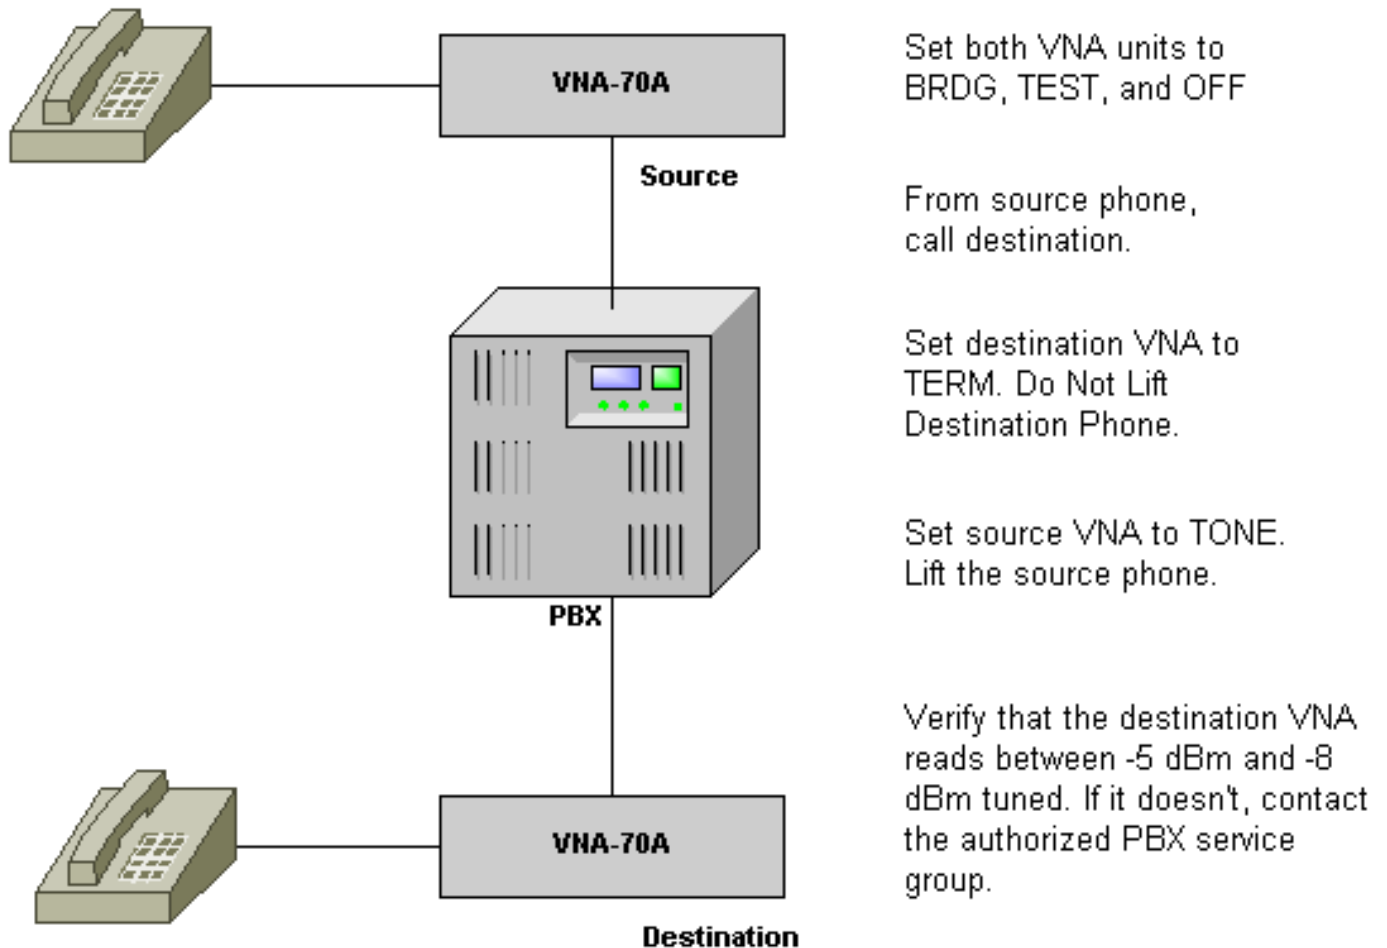 VNA-70A
Source
PBX
VNA-70A
Destination
Set both VNA units to
BRDG, TEST, and OFF
From source phone,
call destination.
Set destination VNA to
TERM. Do Not Lift
Destination Phone.
Set source VNA to TONE.
Lift the source phone.
Verify that the destination VNA
reads between -5 dBm and -8
dBm tuned. If it doesn't, contact
the authorized PBX service
group.